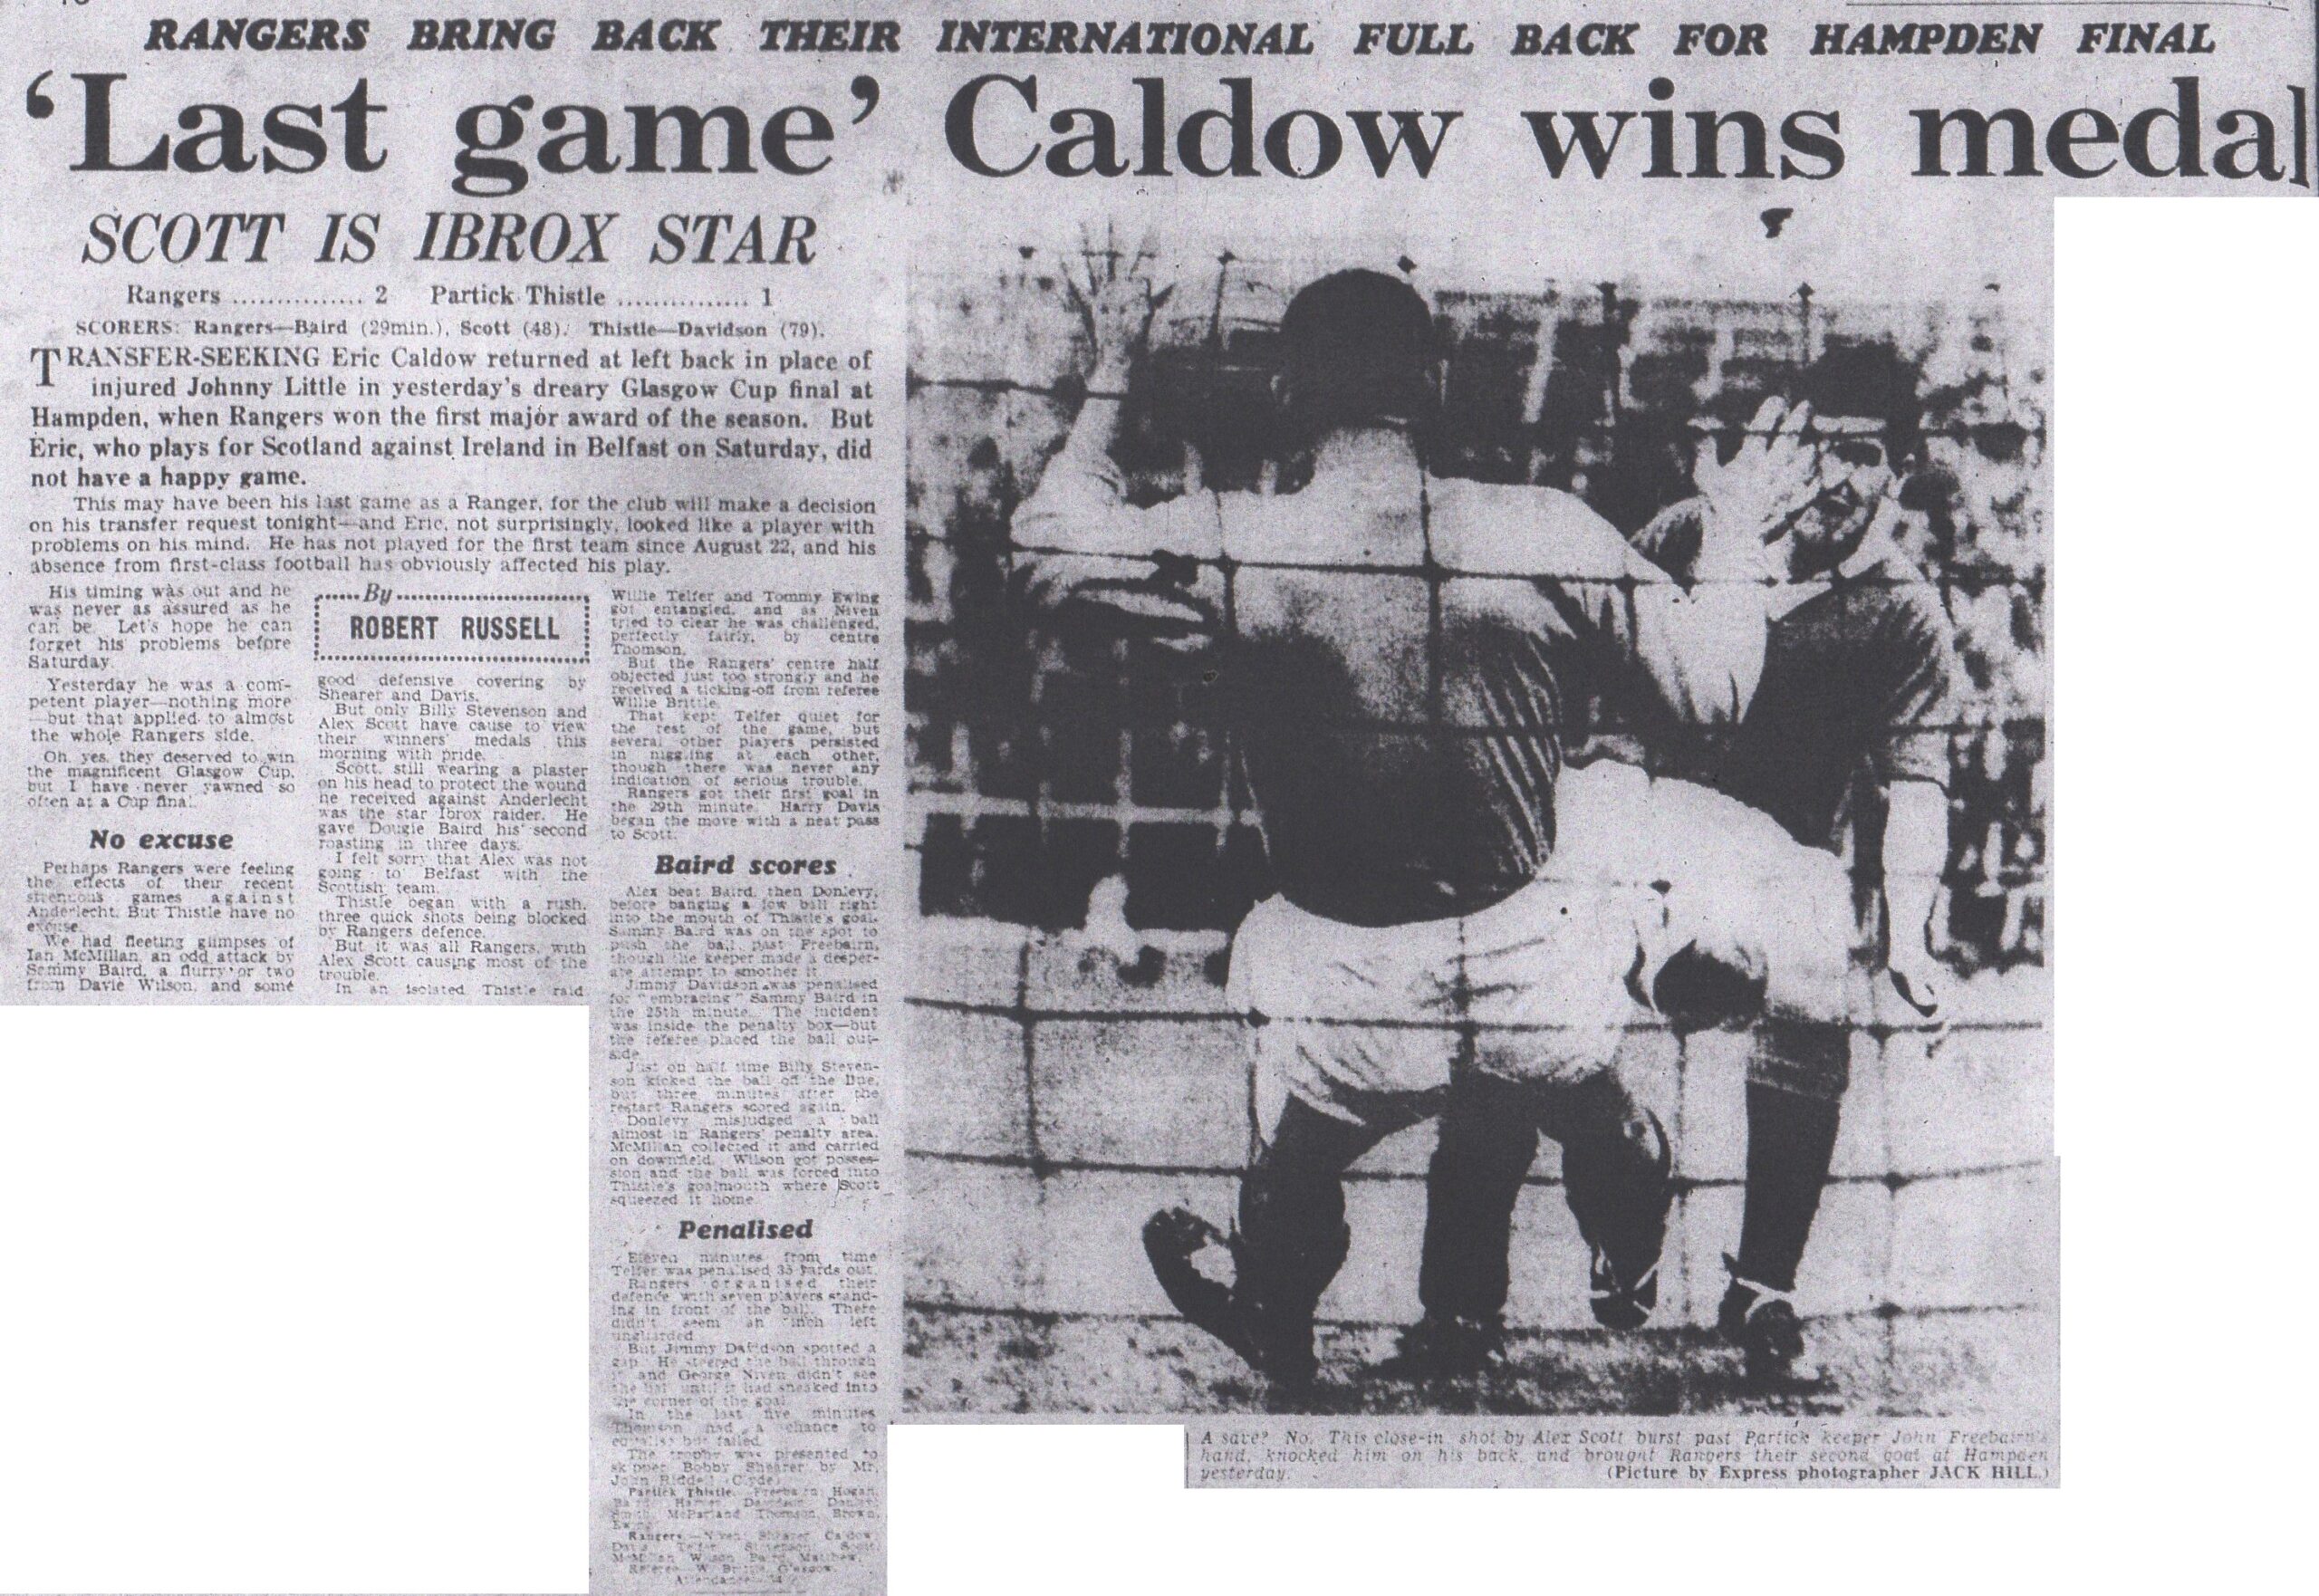 RANGERS BRING BACK THEIR INTERNATIONAL FULL BACK FOR HAMPDEN FINAL
'Last game' Caldow wins medal
SCOTT IS IBROX STAR
Rangers ............... 2 Partick Thistle ............... 1
SCORERS: Rangers—Baird (29min.), Scott (48). Thistle—Davidson (79).
TRANSFER-SEEKING Eric Caldow returned at left back in place of
injured Johnny Little in yesterday's dreary Glasgow Cup final at
Hampden, when Rangers won the first major award of the season. But
Eric, who plays for Scotland against Ireland in Belfast on Saturday, did
not have a happy game.
This may have been his last game as a Ranger, for the club will make a decision
on his transfer request tonight—and Eric, not surprisingly, looked like a player with
problems on his mind. He has not played for the first team since August 22, and his
absence from first-class football has obviously affected his play.
His timing was out and he
was never as assured as he
can be. Let's hope he can
forget his problems before
Saturday.
Yesterday he was a com-
petent player—nothing more
—but that applied to almost
the whole Rangers side.
Oh, yes, they deserved to win
the magnificent Glasgow Cup,
but I have never yawned so
often at a Cup final.
No excuse
Perhaps Rangers were feeling
the effects of their recent
strenuous games against
Anderlecht. But Thistle have no
excuse.
We had fleeting glimpses of
Ian McMillan, an odd attack by
Sammy Baird, a flurry or two
from Davie Wilson, and some
By
ROBERT RUSSELL
good defensive covering by
Shearer and Davis.
But only Billy Stevenson and
Alex Scott have cause to view
their winners' medals this
morning with pride.
Scott, still wearing a plaster
on his head to protect the wound
he received against Anderlecht
was the star Ibrox raider. He
gave Dougie Baird his second
roasting in three days.
I felt sorry that Alex was not
going to Belfast with the
Scottish team.
Thistle began with a rush,
three quick shots being blocked
by Rangers defence.
But it was all Rangers, with
Alex Scott causing most of the
trouble.
In an isolated Thistle raid
Willie Telfer and Tommy Ewing
got entangled, and as Niven
tried to clear he was challenged,
perfectly fairly, by centre
Thomson.
But the Rangers' centre half
objected just too strongly and he
received a ticking-off from referee
Willie Brittle.
That kept Telfer quiet for
the rest of the game, but
several other players persisted
in niggling at each other,
though there was never any
indication of serious trouble.
Rangers got their first goal in
the 29th minute. Harry Davis
began the move with a neat pass
to Scott.
Baird scores
Alex beat Baird, then Donlevy,
before banging a low ball right
into the mouth of Thistle's goal.
Sammy Baird was on the spot to
push the ball past Freebairn,
though the keeper made a desper-
ate attempt to smother it.
Jimmy Davidson was penalised
for "embracing" Sammy Baird in
the 25th minute. The incident
was inside the penalty box—but
the referee placed the ball out-
side.
Just on half time Billy Steven-
son kicked the ball off the line,
but three minutes after the
restart Rangers scored again.
Donlevy misjudged a ball
almost in Rangers' penalty area.
McMillan collected it and carried
on downfield. Wilson got posses-
sion and the ball was forced into
Thistle's goalmouth where Scott
squeezed it home.
Penalised
Eleven minutes from time
Telfer was penalised 35 yards out.
Rangers organised their
defence with seven players stand-
ing in front of the ball. There
didn't seem an inch left
unguarded.
But Jimmy Davidson spotted a
gap. He steered the ball through
it and George Niven didn't see
the ball until it had sneaked into
the corner of the goal.
In the last five minutes
Thomson had a chance to
equalise but failed.
The trophy was presented to
skipper Bobby Shearer by Mr.
John Riddell (Clyde).
Partick Thistle—Freebairn, Hogan,
Baird, Harvey, Davidson, Donlevy,
Smith, McParland, Thomson, Brown,
Ewing.
Rangers—Niven, Shearer, Caldow,
Davis, Telfer, Stevenson, Scott,
McMillan, Wilson, Baird, Matthew.
Referee—W. Brittle, Glasgow.
Attendance
A save? No. This close-in shot by Alex Scott burst past Partick keeper John Freebairn's
hand, knocked him on his back, and brought Rangers their second goal at Hampden
yesterday. (Picture by Express photographer JACK HILL.)